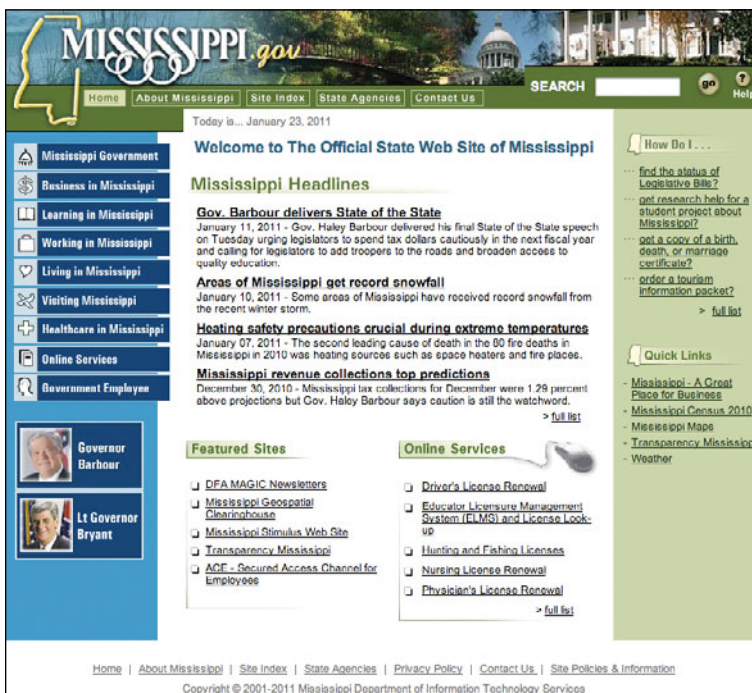 MISSISSIPPI.gov
SEARCH
go
?
Help
Home
About Mississippi
Site Index
State Agencies
Contact Us
Today is... January 23, 2011
Mississippi Government
Business in Mississippi
Learning in Mississippi
Working in Mississippi
Living in Mississippi
Visiting Mississippi
Healthcare in Mississippi
Online Services
Government Employee
Governor
Barbour
Lt Governor
Bryant
Welcome to The Official State Web Site of Mississippi
Mississippi Headlines
Gov. Barbour delivers State of the State
January 11, 2011 - Gov. Haley Barbour delivered his final State of the State speech
on Tuesday urging legislators to spend tax dollars cautiously in the next fiscal year
and calling for legislators to add troopers to the roads and broaden access to
quality education.
Areas of Mississippi get record snowfall
January 10, 2011 - Some areas of Mississippi have received record snowfall from
the recent winter storm.
Heating safety precautions crucial during extreme temperatures
January 07, 2011 - The second leading cause of death in the 80 fire deaths in
Mississippi in 2010 was heating sources such as space heaters and fire places.
Mississippi revenue collections top predictions
December 30, 2010 - Mississippi tax collections for December were 1.29 percent
above projections but Gov. Haley Barbour says caution is still the watchword.
> full list
Featured Sites
DFA MAGIC Newsletters
Mississippi Geospatial
Clearinghouse
Mississippi Stimulus Web Site
Transparency Mississippi
ACE - Secured Access Channel for
Employees
Online Services
Driver's License Renewal
Educator Licensure Management
System (ELMS) and License Look-
up
Hunting and Fishing Licenses
Nursing License Renewal
Physician's License Renewal
> full list
How Do I . . .
find the status of
Legislative Bills?
get research help for a
student project about
Mississippi?
get a copy of a birth,
death, or marriage
certificate?
order a tourism
information packet?
> full list
Quick Links
- Mississippi - A Great
Place for Business
- Mississippi Census 2010
- Mississippi Maps
- Transparency Mississipp
- Weather
Home | About Mississippi | Site Index | State Agencies | Privacy Policy | Contact Us | Site Policies & Information
Copyright © 2001-2011 Mississippi Department of Information Technology Services